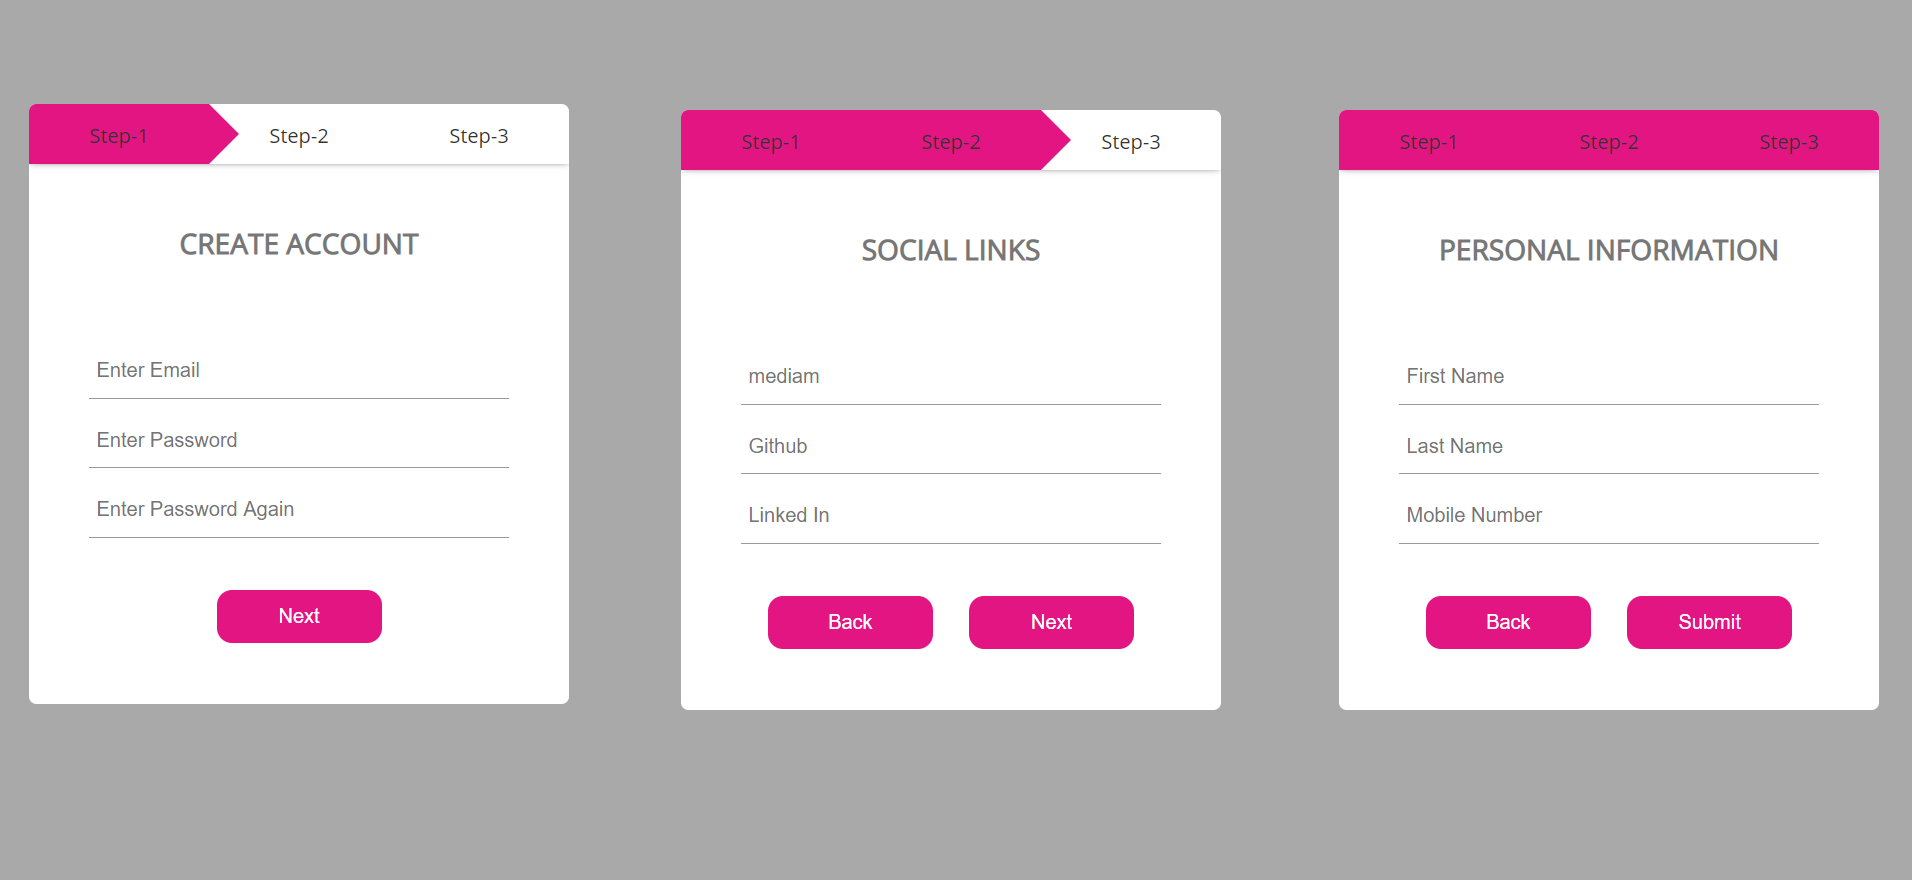 Step-1 Step-2 Step-3
CREATE ACCOUNT
Enter Email
Enter Password
Enter Password Again
Next
Step-1 Step-2 Step-3
SOCIAL LINKS
mediam
Github
Linked In
Back Next
Step-1 Step-2 Step-3
PERSONAL INFORMATION
First Name
Last Name
Mobile Number
Back Submit